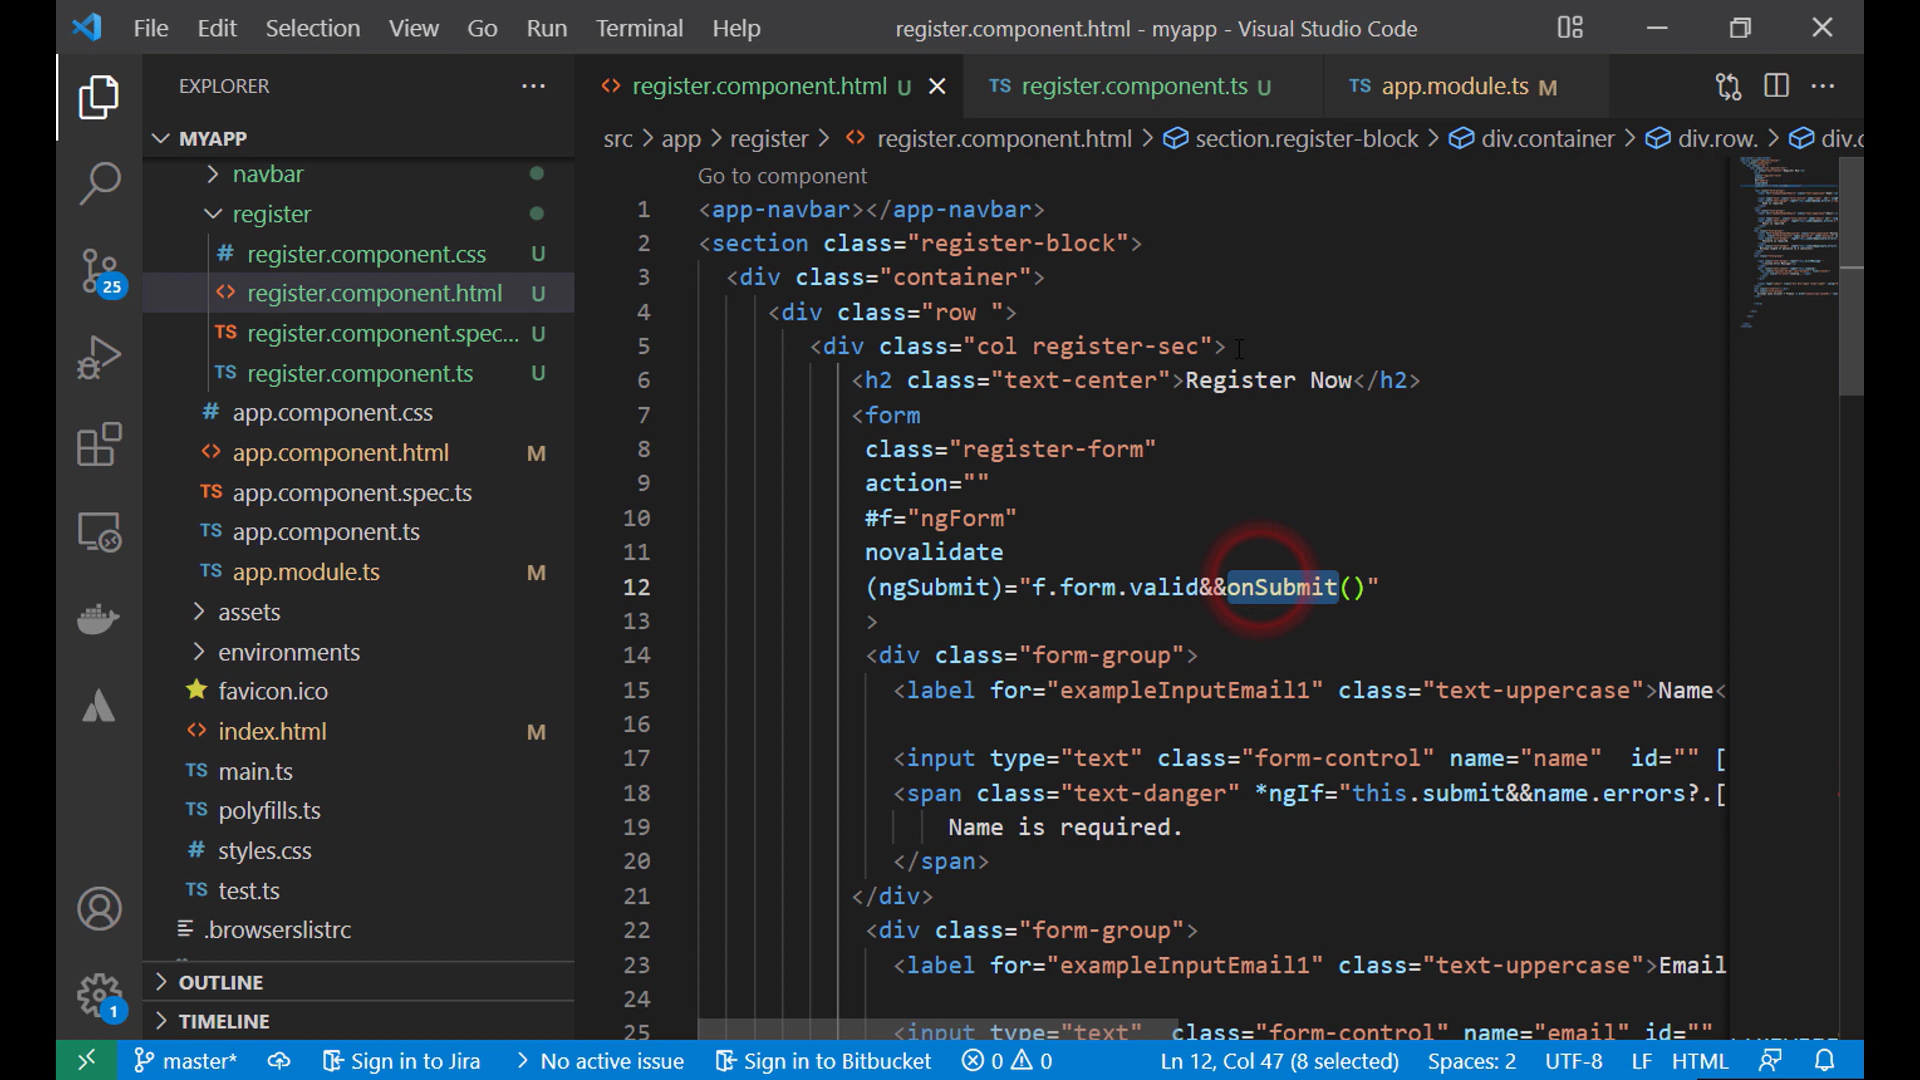 File Edit Selection View Go Run Terminal Help register.component.html - myapp - Visual Studio Code
EXPLORER
MYAPP
navbar
register
register.component.css U
register.component.html U
register.component.spec... U
register.component.ts U
app.component.css
app.component.html M
app.component.spec.ts
app.component.ts
app.module.ts M
assets
environments
favicon.ico
index.html M
main.ts
polyfills.ts
styles.css
test.ts
.browserslistrc
OUTLINE
TIMELINE
25
1
register.component.html U TS register.component.ts U TS app.module.ts M
src > app > register > register.component.html > section.register-block > div.container > div.row. > div.c
Go to component
1 <app-navbar></app-navbar>
2 <section class="register-block">
3 <div class="container">
4 <div class="row ">
5 <div class="col register-sec">
6 <h2 class="text-center">Register Now</h2>
7 <form
8 class="register-form"
9 action=""
10 #f="ngForm"
11 novalidate
12 (ngSubmit)="f.form.valid&&onSubmit()"
13 >
14 <div class="form-group">
15 <label for="exampleInputEmail1" class="text-uppercase">Name<
16
17 <input type="text" class="form-control" name="name" id="" [
18 <span class="text-danger" *ngIf="this.submit&&name.errors?.[
19 Name is required.
20 </span>
21 </div>
22 <div class="form-group">
23 <label for="exampleInputEmail1" class="text-uppercase">Email
24
25 <input type="text" class="form-control" name="email" id=""
master* Sign in to Jira No active issue Sign in to Bitbucket 0 0 Ln 12, Col 47 (8 selected) Spaces: 2 UTF-8 LF HTML